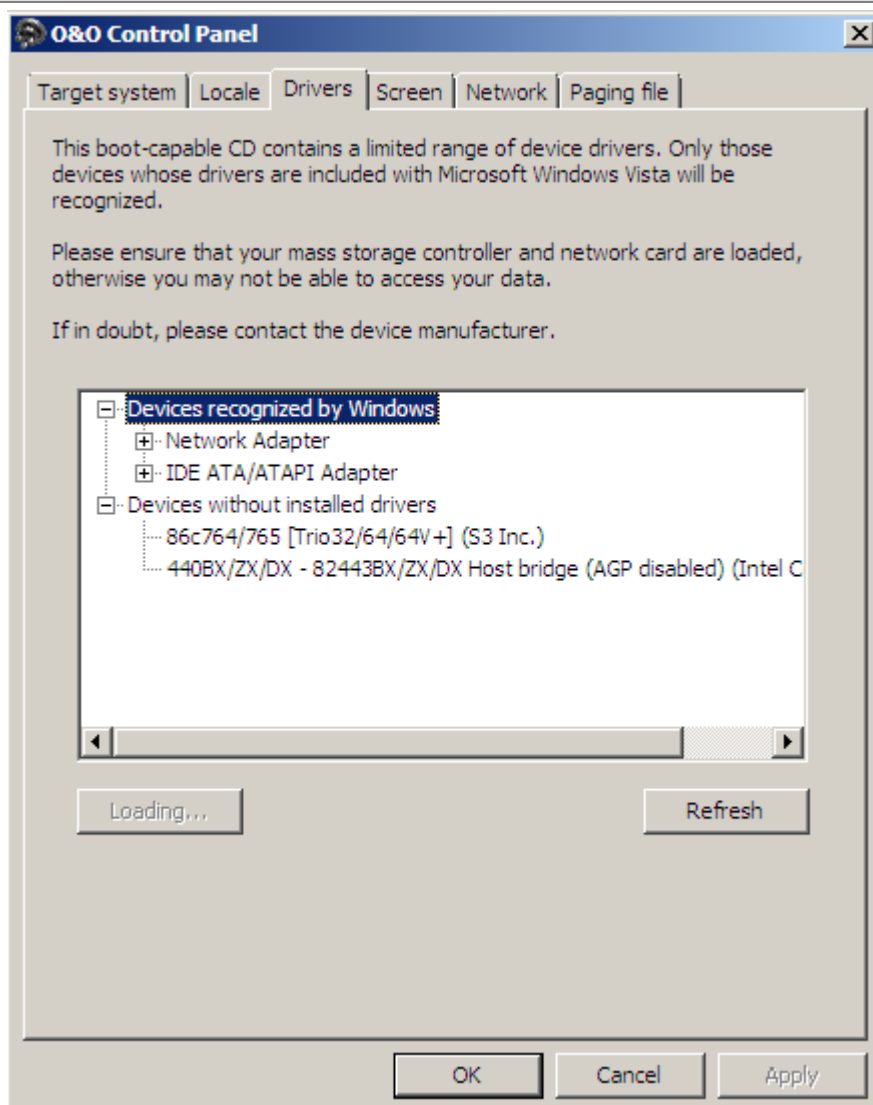 O&O Control Panel
Target system Locale Drivers Screen Network Paging file
This boot-capable CD contains a limited range of device drivers. Only those
devices whose drivers are included with Microsoft Windows Vista will be
recognized.
Please ensure that your mass storage controller and network card are loaded,
otherwise you may not be able to access your data.
If in doubt, please contact the device manufacturer.
Devices recognized by Windows
Network Adapter
IDE ATA/ATAPI Adapter
Devices without installed drivers
86c764/765 [Trio32/64/64V+] (S3 Inc.)
440BX/ZX/DX - 82443BX/ZX/DX Host bridge (AGP disabled) (Intel C
Loading... Refresh
OK Cancel Apply